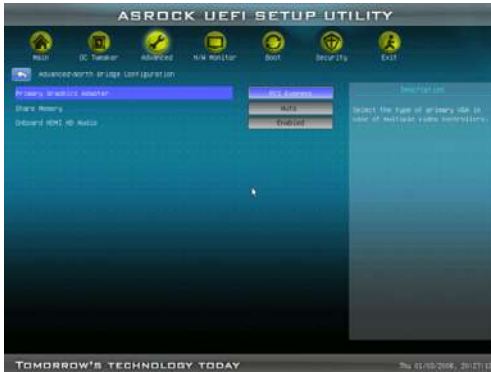 ASROCK UEFI SETUP UTILITY
Main OC Tweaker Advanced H/W Monitor Boot Security Exit
Advanced\North Bridge Configuration
Primary Graphics Adapter PCI Express
Share Memory Auto
Onboard HDMI HD Audio Enabled
Description
Select the type of primary VGA in
case of multiple video controllers.
TOMORROW'S TECHNOLOGY TODAY